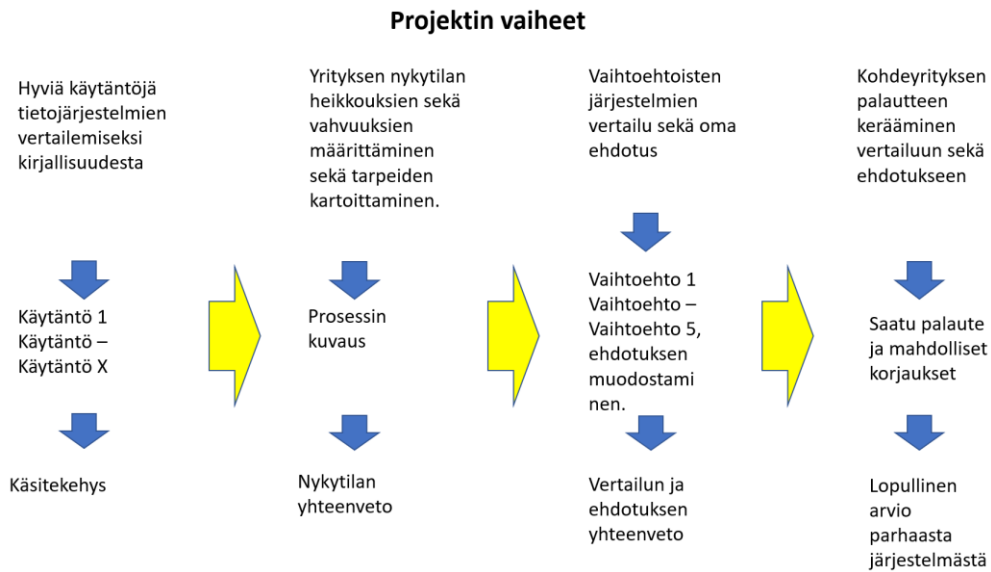 Projektin vaiheet
Hyviä käytäntöjä
tietojärjestelmien
vertailemiseksi
kirjallisuudesta
Käytäntö 1
Käytäntö –
Käytäntö X
Käsitekehys
Yrityksen nykytilan
heikkouksien sekä
vahvuuksien
määrittäminen
sekä tarpeiden
kartoittaminen.
Prosessin
kuvaus
Nykytilan
yhteenveto
Vaihtoehtoisten
järjestelmien
vertailu sekä oma
ehdotus
Vaihtoehto 1
Vaihtoehto –
Vaihtoehto 5,
ehdotuksen
muodostami
nen.
Vertailun ja
ehdotuksen
yhteenveto
Kohdeyrityksen
palautteen
kerääminen
vertailuun sekä
ehdotukseen
Saatu palaute
ja mahdolliset
korjaukset
Lopullinen
arvio
parhaasta
järjestelmästä